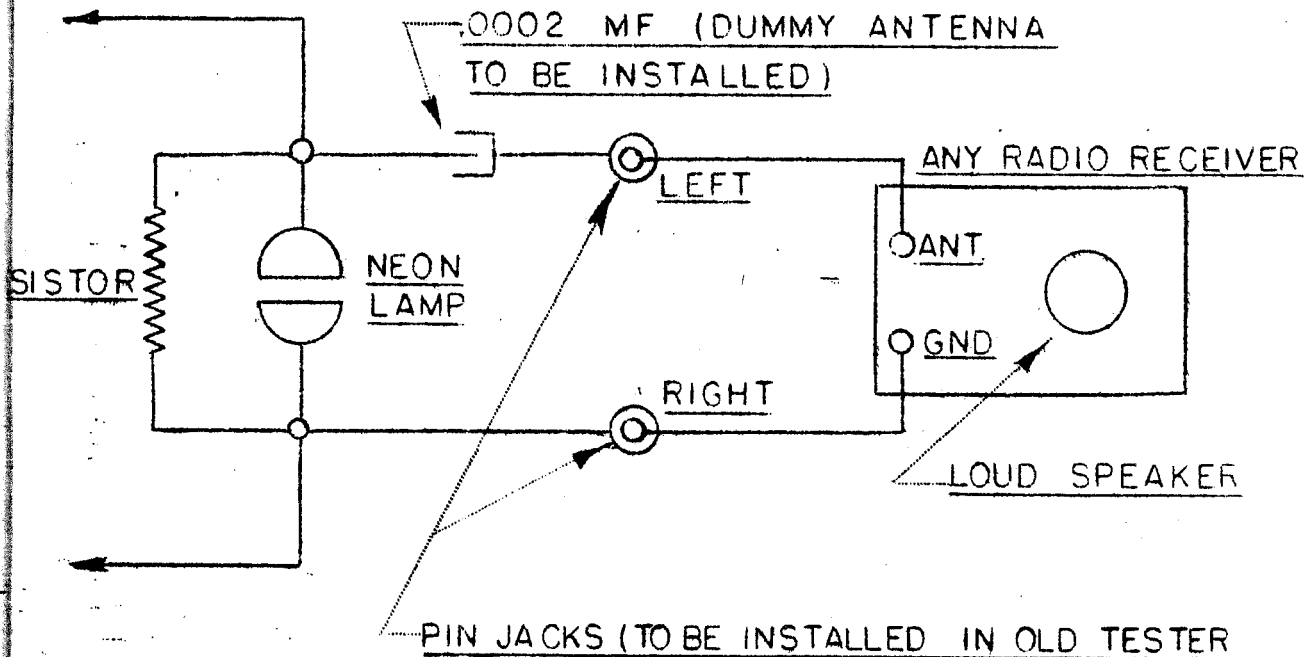 .0002 MF (DUMMY ANTENNA
TO BE INSTALLED)
ANY RADIO RECEIVER
LEFT
ANT
SISTOR
NEON
LAMP
GND
RIGHT
LOUD SPEAKER
PIN JACKS (TO BE INSTALLED IN OLD TESTER